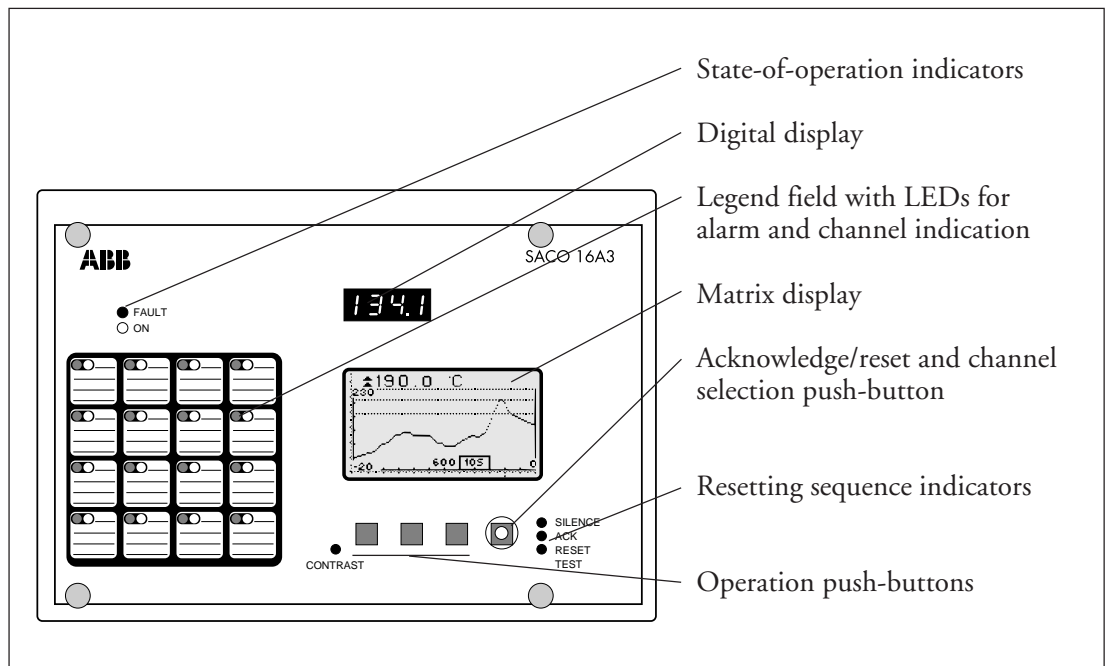 State-of-operation indicators
Digital display
Legend field with LEDs for
alarm and channel indication
Matrix display
Acknowledge/reset and channel
selection push-button
Resetting sequence indicators
Operation push-buttons
ABB
SACO 16A3
FAULT
ON
134.1
190.0 °C
230
-20
600 10S 0
CONTRAST
SILENCE
ACK
RESET
TEST